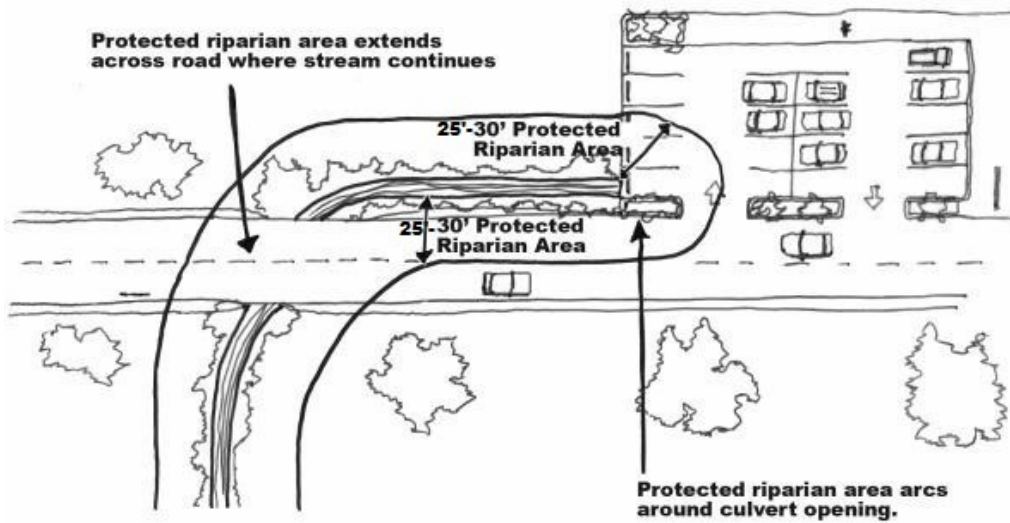 Protected riparian area extends
across road where stream continues
25'-30' Protected
Riparian Area
25'-30' Protected
Riparian Area
Protected riparian area arcs
around culvert opening.